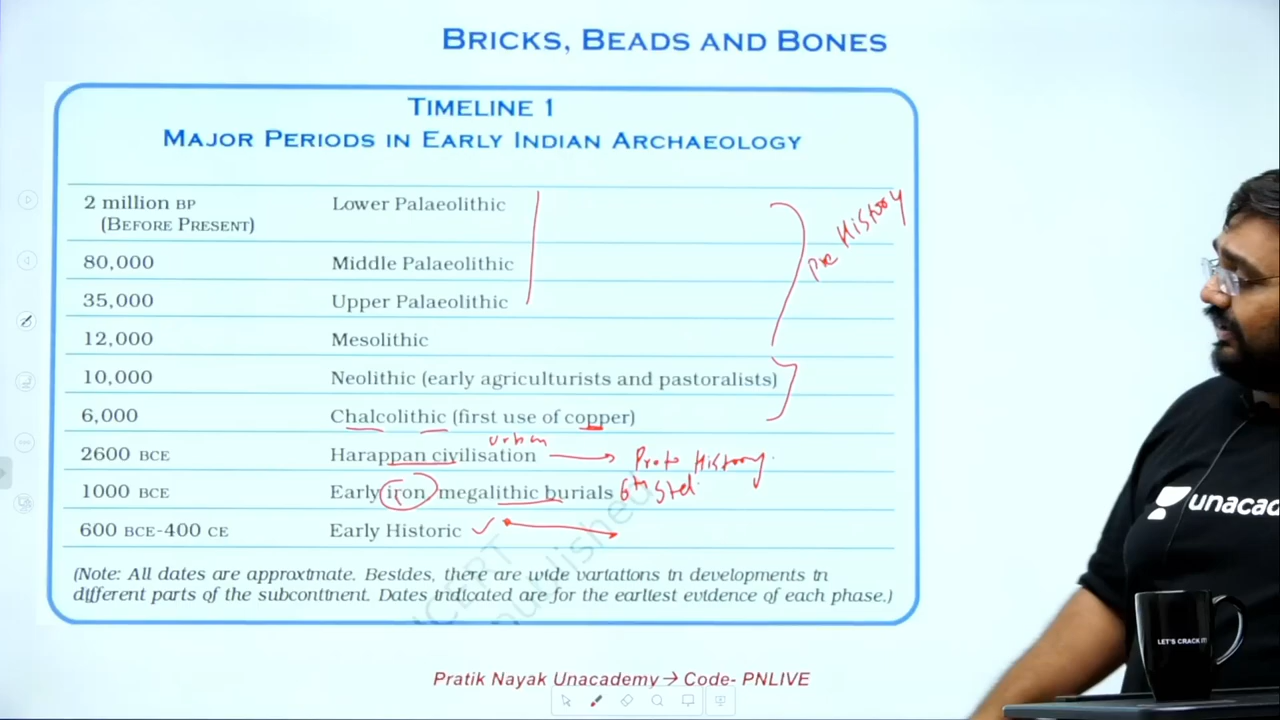 BRICKS, BEADS AND BONES
TIMELINE 1
MAJOR PERIODS IN EARLY INDIAN ARCHAEOLOGY
2 million BP Lower Palaeolithic
(BEFORE PRESENT)
80,000 Middle Palaeolithic
35,000 Upper Palaeolithic
12,000 Mesolithic
pre History
10,000 Neolithic (early agriculturists and pastoralists)
6,000 Chalcolithic (first use of copper)
urban
2600 BCE Harappan civilisation → Proto History
1000 BCE Early iron, megalithic burials 6th Std.
600 BCE-400 CE Early Historic
(Note: All dates are approximate. Besides, there are wide variations in developments in
different parts of the subcontinent. Dates indicated are for the earliest evidence of each phase.)
NCERT
Pratik Nayak Unacademy→ Code- PNLIVE
unacad
LET'S CRACK IT!